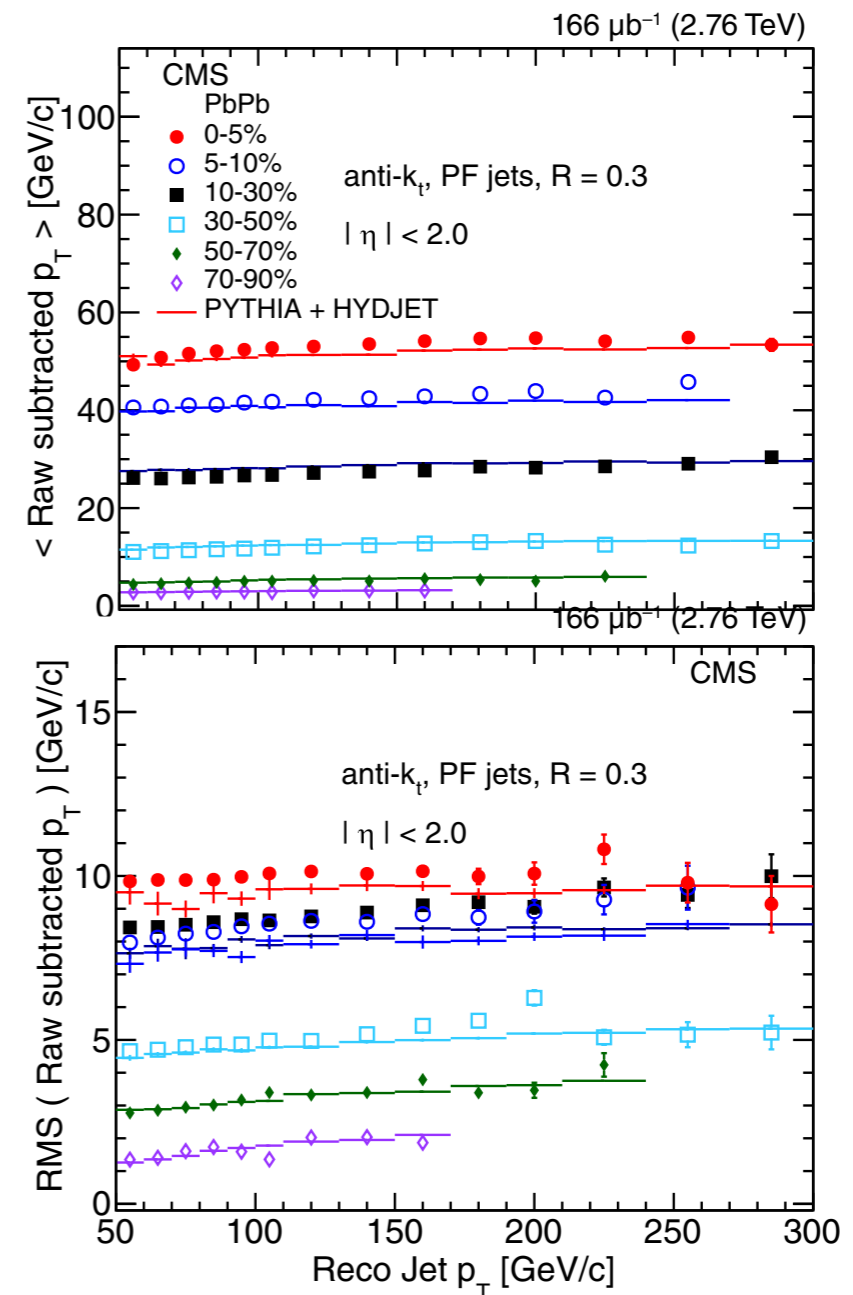 166 μb⁻¹ (2.76 TeV)
CMS
PbPb
0-5%
5-10%
10-30%
30-50%
50-70%
70-90%
PYTHIA + HYDJET
anti-kₜ, PF jets, R = 0.3
| η | < 2.0
< Raw subtracted p_T > [GeV/c]
100
80
60
40
20
0
166 μb⁻¹ (2.76 TeV)
CMS
anti-kₜ, PF jets, R = 0.3
| η | < 2.0
RMS ( Raw subtracted p_T ) [GeV/c]
15
10
5
0
50 100 150 200 250 300
Reco Jet p_T [GeV/c]